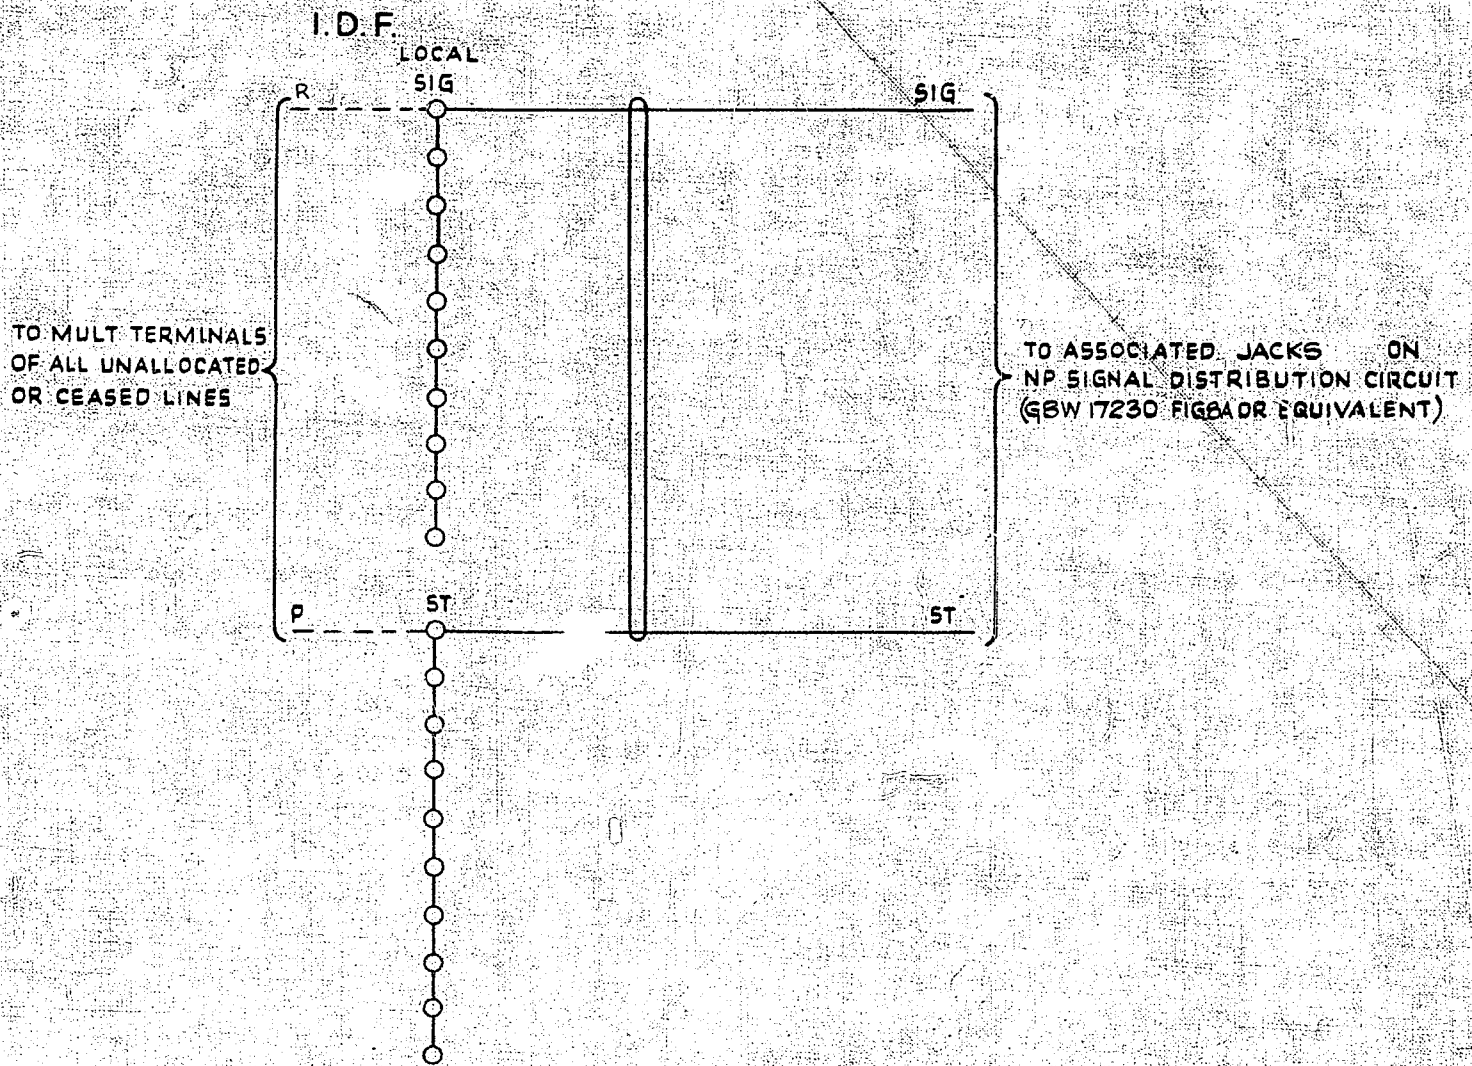 I.D.F.
LOCAL
SIG
R
SIG
TO MULT TERMINALS
OF ALL UNALLOCATED
OR CEASED LINES
TO ASSOCIATED JACKS ON
NP SIGNAL DISTRIBUTION CIRCUIT
(GBW 17230 FIG8A OR EQUIVALENT)
P
ST
ST